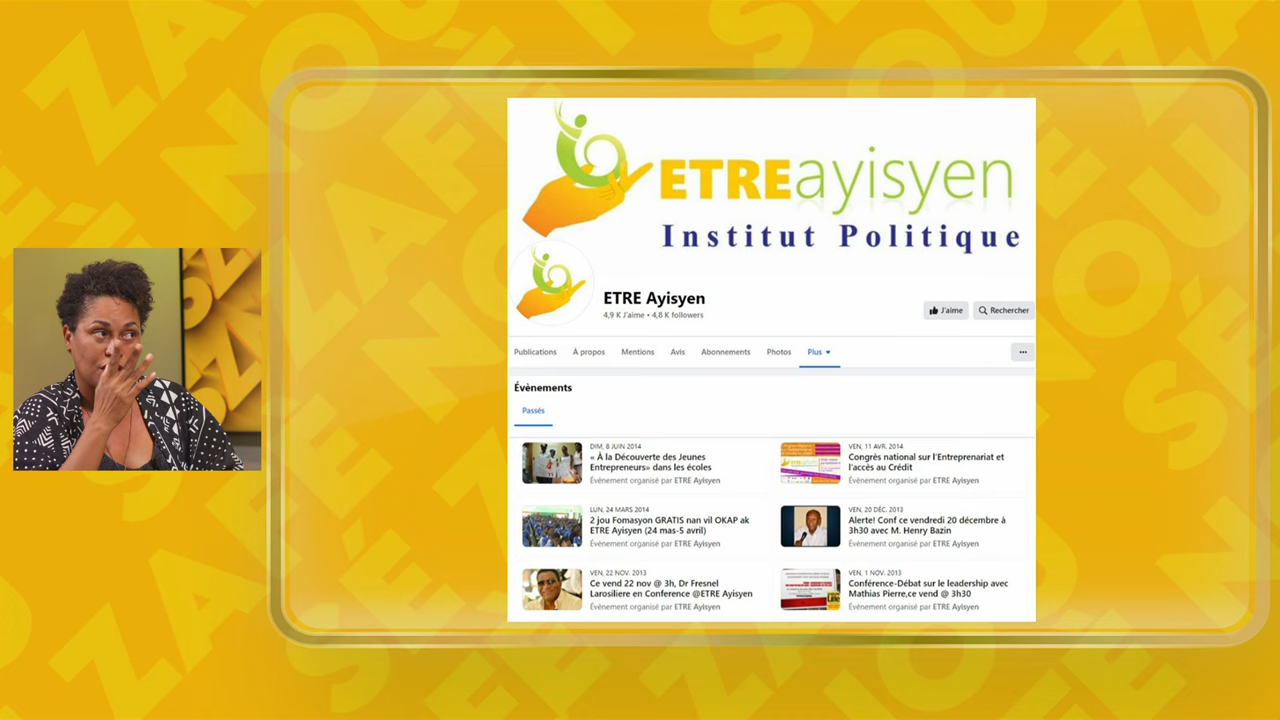 ETREayisyen
Institut Politique
ETRE Ayisyen
4,9 K J'aime • 4,8 K followers
J'aime
Rechercher
Publications
À propos
Mentions
Avis
Abonnements
Photos
Plus
Évènements
Passés
DIM, 8 JUIN 2014
« À la Découverte des Jeunes
Entrepreneurs» dans les écoles
Évènement organisé par ETRE Ayisyen
VEN, 11 AVR. 2014
Congrès national sur l'Entreprenariat et
l'accès au Crédit
Évènement organisé par ETRE Ayisyen
LUN, 24 MARS 2014
2 jou Fomasyon GRATIS nan vil OKAP ak
ETRE Ayisyen (24 mas-5 avril)
Évènement organisé par ETRE Ayisyen
VEN, 20 DÉC. 2013
Alerte! Conf ce vendredi 20 décembre à
3h30 avec M. Henry Bazin
Évènement organisé par ETRE Ayisyen
VEN, 22 NOV. 2013
Ce vend 22 nov @ 3h, Dr Fresnel
Larosiliere en Conference @ETRE Ayisyen
Évènement organisé par ETRE Ayisyen
VEN, 1 NOV. 2013
Conférence-Débat sur le leadership avec
Mathias Pierre,ce vend @ 3h30
Évènement organisé par ETRE Ayisyen